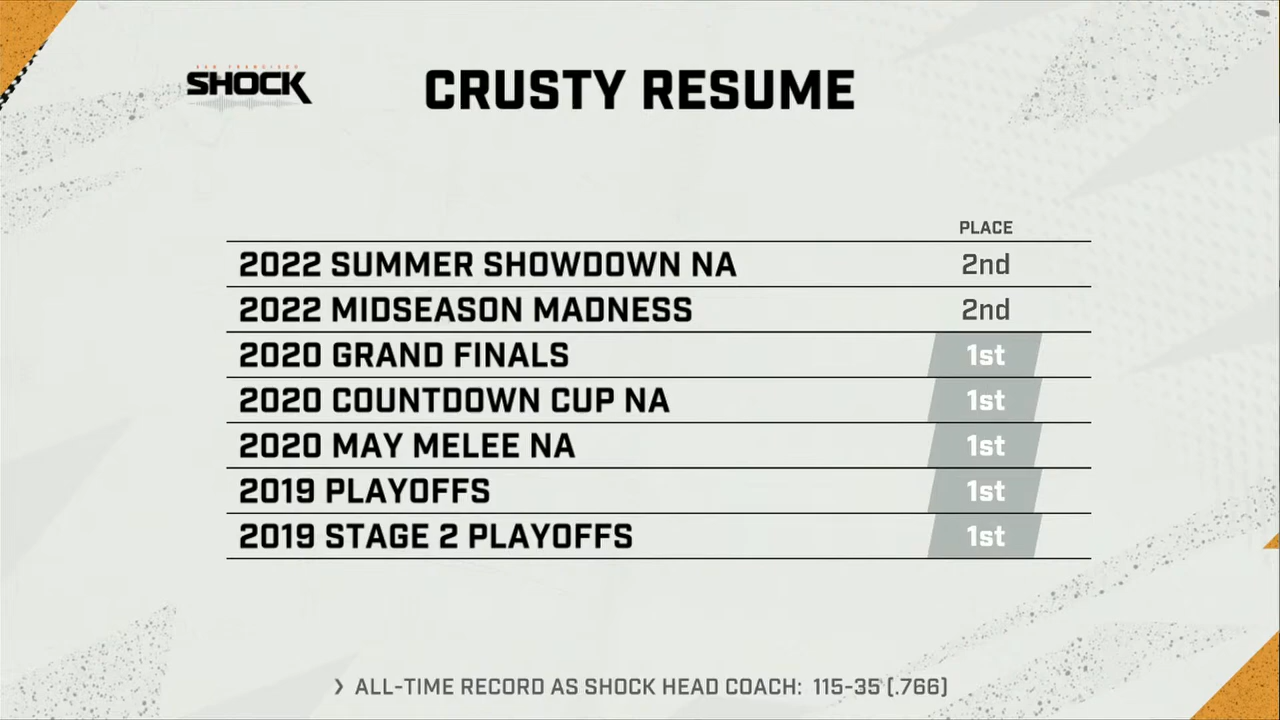 SAN FRANCISCO
SHOCK
CRUSTY RESUME
PLACE
2022 SUMMER SHOWDOWN NA 2nd
2022 MIDSEASON MADNESS 2nd
2020 GRAND FINALS 1st
2020 COUNTDOWN CUP NA 1st
2020 MAY MELEE NA 1st
2019 PLAYOFFS 1st
2019 STAGE 2 PLAYOFFS 1st
› ALL-TIME RECORD AS SHOCK HEAD COACH: 115-35 [.766]